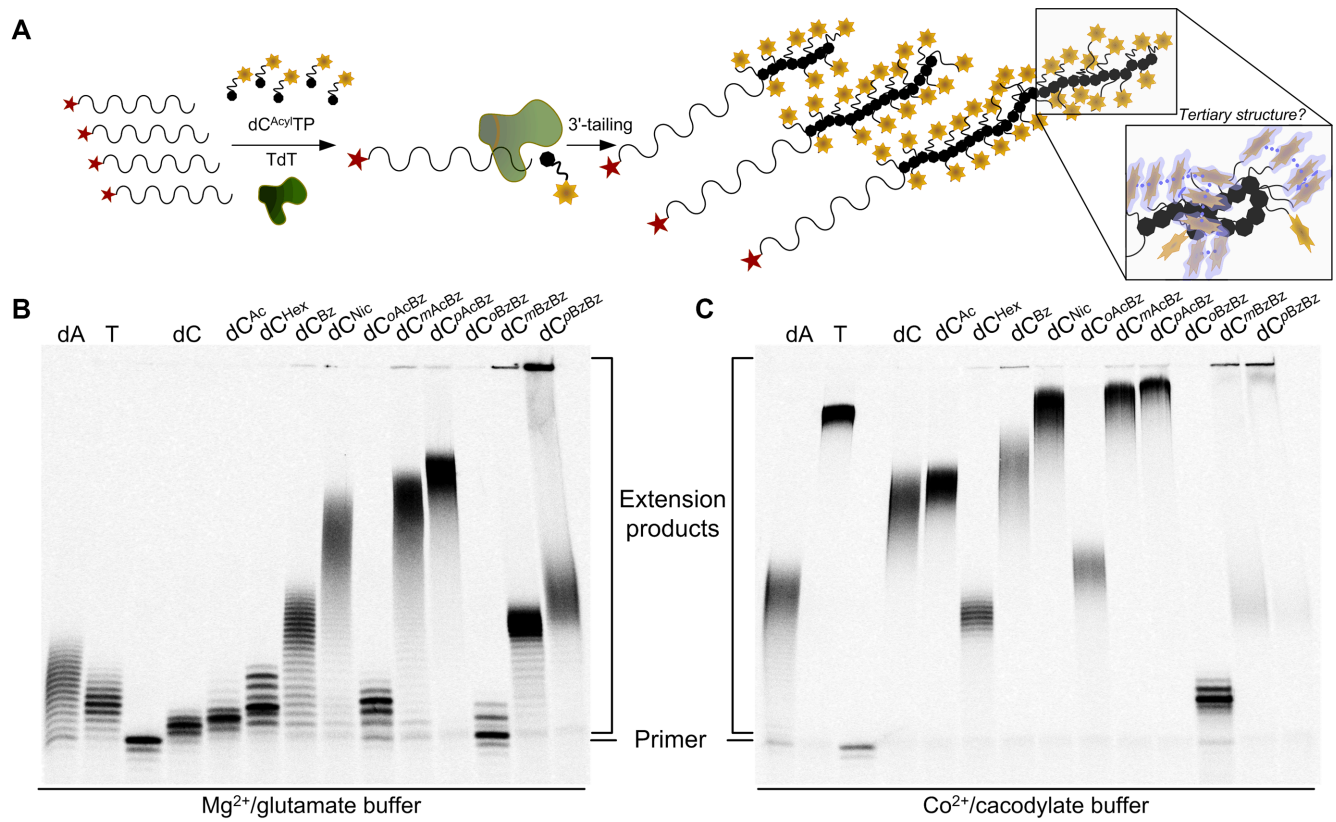 A
dC^AcylTP
TdT
3'-tailing
Tertiary structure?
B
dA T dC dC^Ac dC^Hex dC^Bz dC^Nic dC^oAcBz dC^mAcBz dC^pAcBz dC^oBzBz dC^mBzBz dC^pBzBz
Mg²⁺/glutamate buffer
Extension
products
Primer
C
dA T dC dC^Ac dC^Hex dC^Bz dC^Nic dC^oAcBz dC^mAcBz dC^pAcBz dC^oBzBz dC^mBzBz dC^pBzBz
Co²⁺/cacodylate buffer